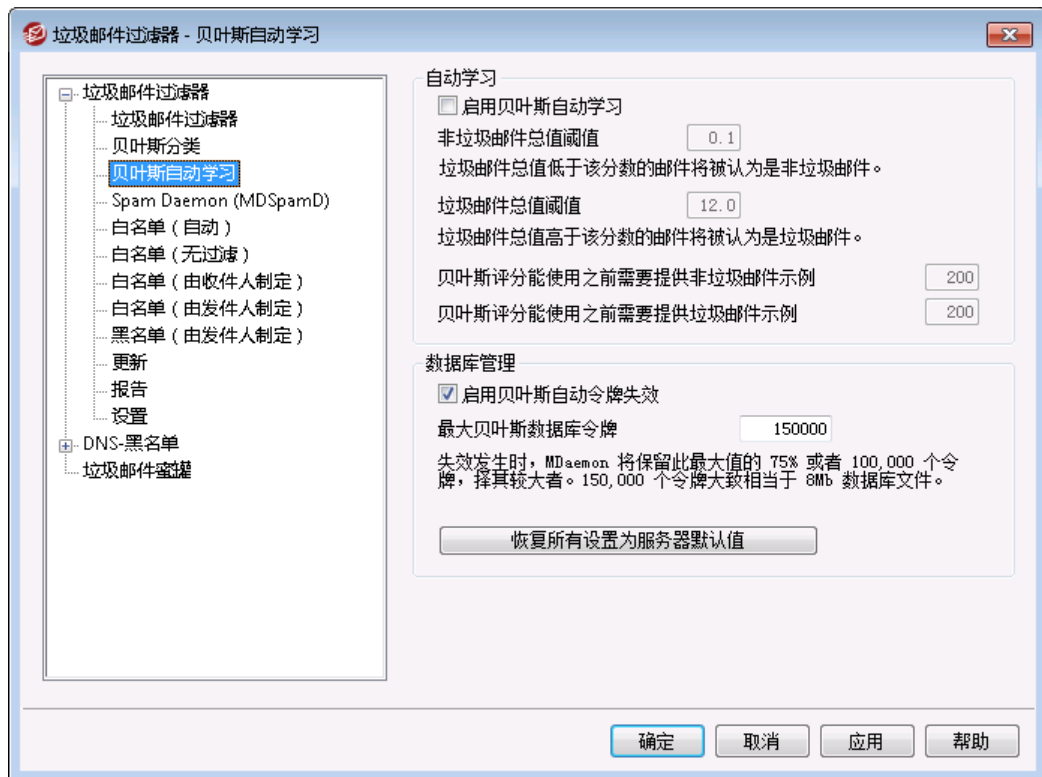 垃圾邮件过滤器 - 贝叶斯自动学习
垃圾邮件过滤器
垃圾邮件过滤器
贝叶斯分类
贝叶斯自动学习
Spam Daemon (MDSpamD)
白名单（自动）
白名单（无过滤）
白名单（由收件人制定）
白名单（由发件人制定）
黑名单（由发件人制定）
更新
报告
设置
DNS-黑名单
垃圾邮件蜜罐
自动学习
启用贝叶斯自动学习
非垃圾邮件总值阈值 0.1
垃圾邮件总值低于该分数的邮件将被认为是非垃圾邮件。
垃圾邮件总值阈值 12.0
垃圾邮件总值高于该分数的邮件将被认为是垃圾邮件。
贝叶斯评分能使用之前需要提供非垃圾邮件示例 200
贝叶斯评分能使用之前需要提供垃圾邮件示例 200
数据库管理
启用贝叶斯自动令牌失效
最大贝叶斯数据库令牌 150000
失效发生时，MDaemon 将保留此最大值的 75% 或者 100,000 个令
牌，择其较大者。150,000 个令牌大致相当于 8Mb 数据库文件。
恢复所有设置为服务器默认值
确定 取消 应用 帮助